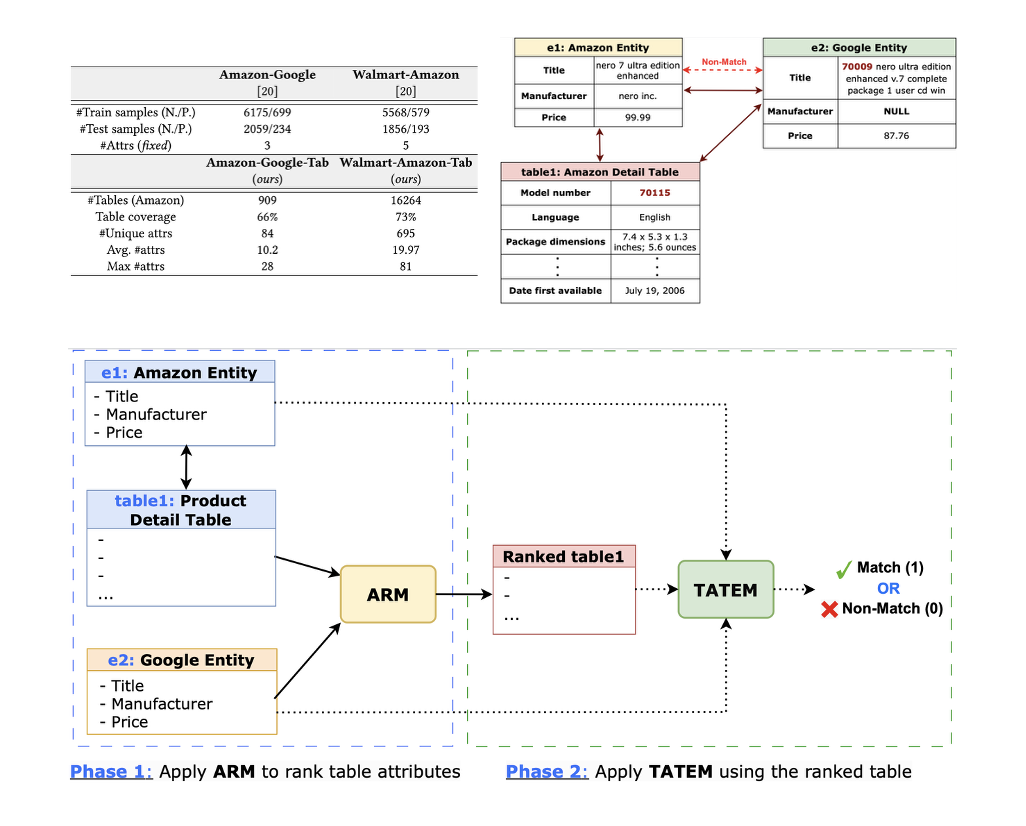 Amazon-Google Walmart-Amazon
[20] [20]
#Train samples (N./P.) 6175/699 5568/579
#Test samples (N./P.) 2059/234 1856/193
#Attrs (fixed) 3 5
Amazon-Google-Tab Walmart-Amazon-Tab
(ours) (ours)
#Tables (Amazon) 909 16264
Table coverage 66% 73%
#Unique attrs 84 695
Avg. #attrs 10.2 19.97
Max #attrs 28 81
e1: Amazon Entity
Title nero 7 ultra edition
enhanced
Manufacturer nero inc.
Price 99.99
Non-Match
e2: Google Entity
Title 70009 nero ultra edition
enhanced v.7 complete
package 1 user cd win
Manufacturer NULL
Price 87.76
table1: Amazon Detail Table
Model number 70115
Language English
Package dimensions 7.4 x 5.3 x 1.3
inches; 5.6 ounces
Date first available July 19, 2006
e1: Amazon Entity
- Title
- Manufacturer
- Price
table1: Product
Detail Table
-
-
-
...
e2: Google Entity
- Title
- Manufacturer
- Price
ARM
Ranked table1
-
-
...
TATEM
Match (1)
OR
Non-Match (0)
Phase 1: Apply ARM to rank table attributes
Phase 2: Apply TATEM using the ranked table